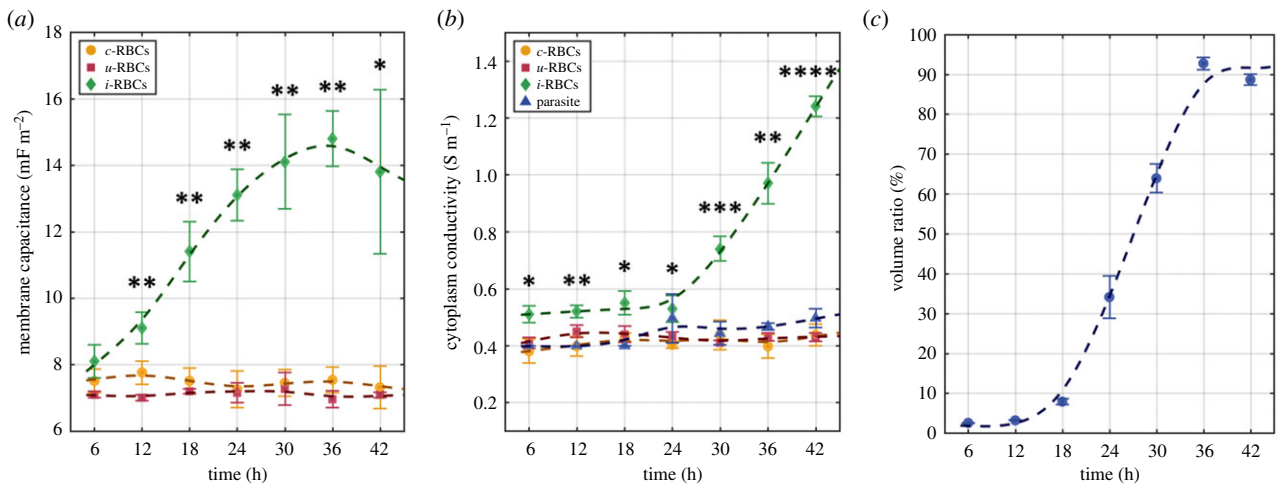 (a)
18
16
14
12
10
8
6
membrane capacitance (mF m⁻²)
c-RBCs
u-RBCs
i-RBCs
**
**
**
**
**
*
6 12 18 24 30 36 42
time (h)
(b)
1.4
1.2
1.0
0.8
0.6
0.4
0.2
cytoplasm conductivity (S m⁻¹)
c-RBCs
u-RBCs
i-RBCs
parasite
*
**
*
*
***
**
****
6 12 18 24 30 36 42
time (h)
(c)
100
90
80
70
60
50
40
30
20
10
0
volume ratio (%)
6 12 18 24 30 36 42
time (h)